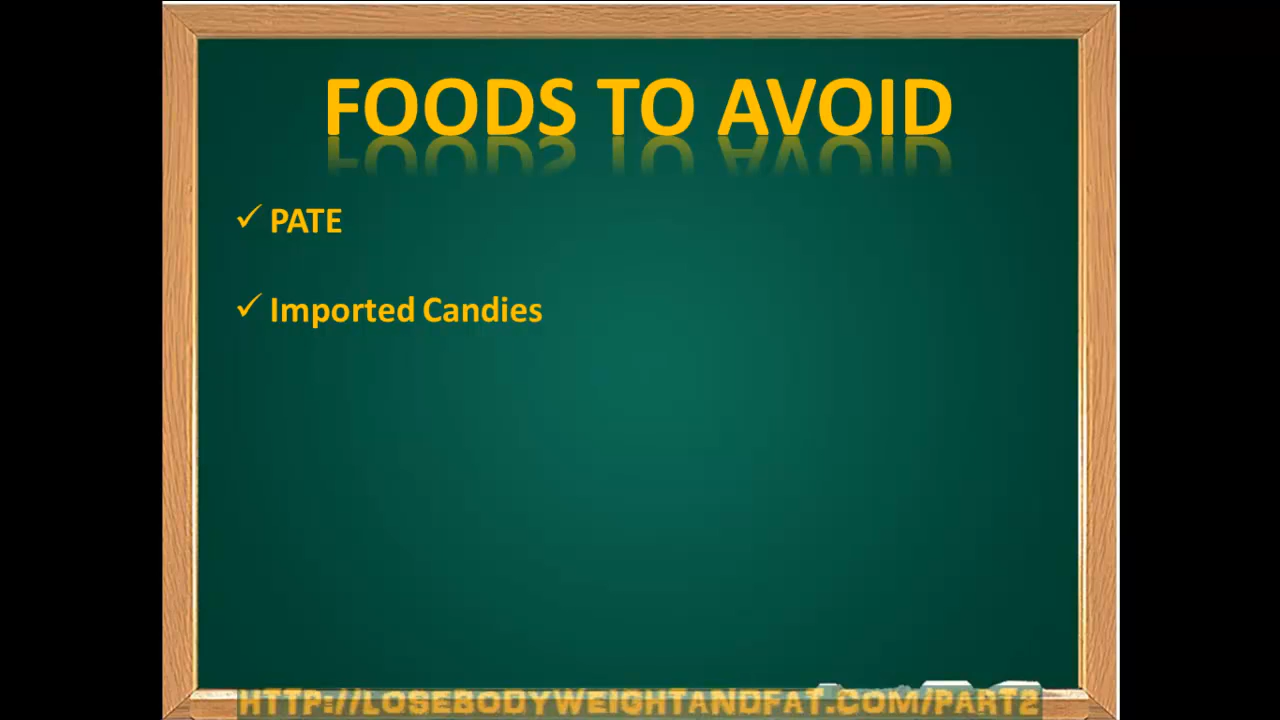 FOODS TO AVOID
✓ PATE
✓ Imported Candies
HTTP://LOSEBODYWEIGHTANDFAT.COM/PART2